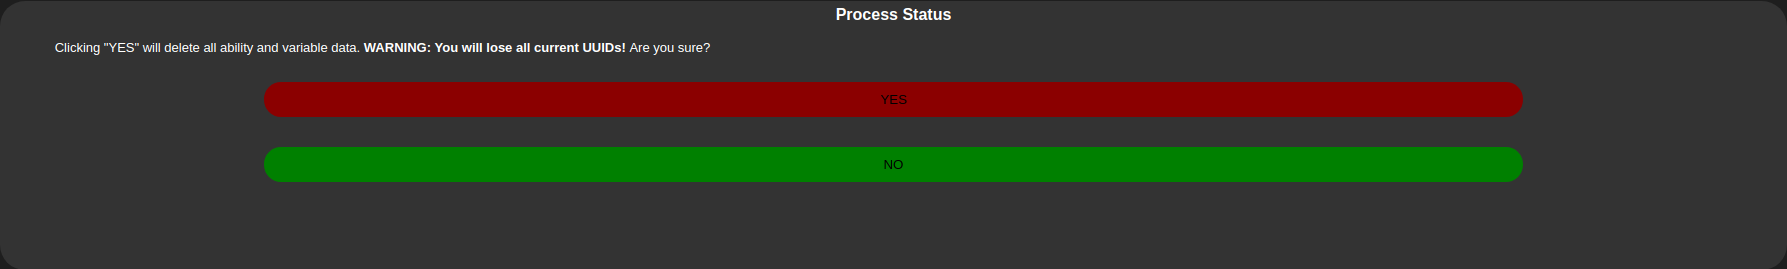 Process Status
Clicking "YES" will delete all ability and variable data. WARNING: You will lose all current UUIDs! Are you sure?
YES
NO